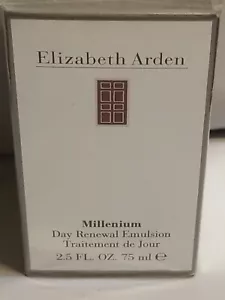 Elizabeth Arden
Millenium
Day Renewal Emulsion
Traitement de Jour
2.5 FL. OZ. 75 ml ℮